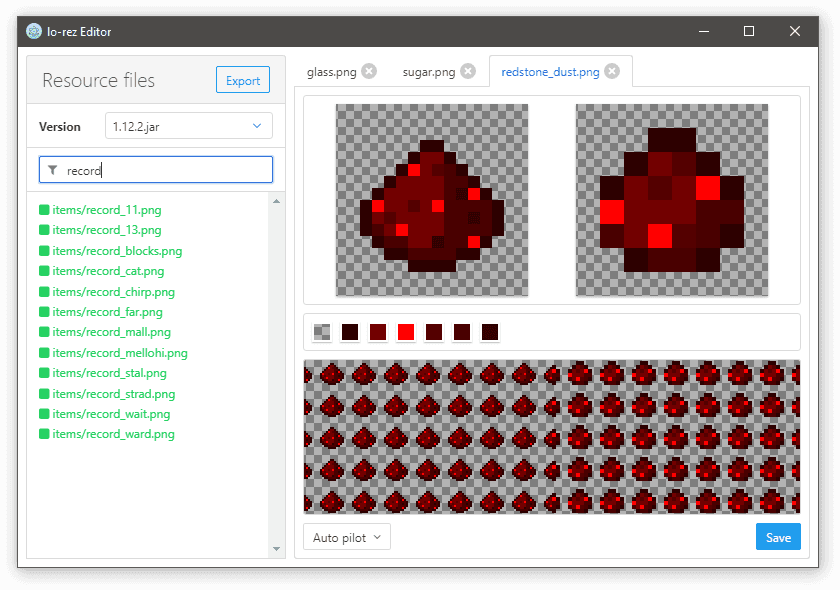 lo-rez Editor
Resource files
Export
Version
1.12.2.jar
record
items/record_11.png
items/record_13.png
items/record_blocks.png
items/record_cat.png
items/record_chirp.png
items/record_far.png
items/record_mall.png
items/record_mellohi.png
items/record_stal.png
items/record_strad.png
items/record_wait.png
items/record_ward.png
glass.png
sugar.png
redstone_dust.png
Auto pilot
Save